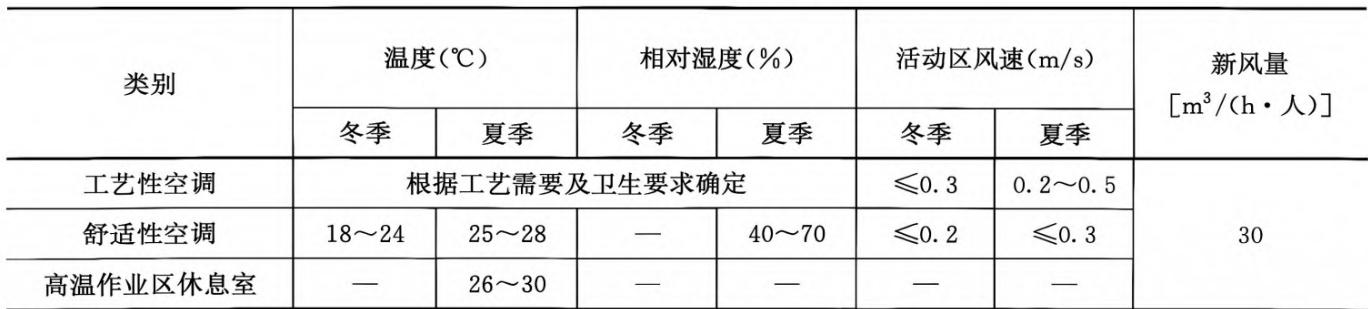 类别 温度(℃) 相对湿度(%) 活动区风速(m/s) 新风量
[m³/(h·人)]
冬季 夏季 冬季 夏季 冬季 夏季
工艺性空调 根据工艺需要及卫生要求确定 ≤0.3 0.2～0.5 30
舒适性空调 18～24 25～28 — 40～70 ≤0.2 ≤0.3
高温作业区休息室 — 26～30 — — — —